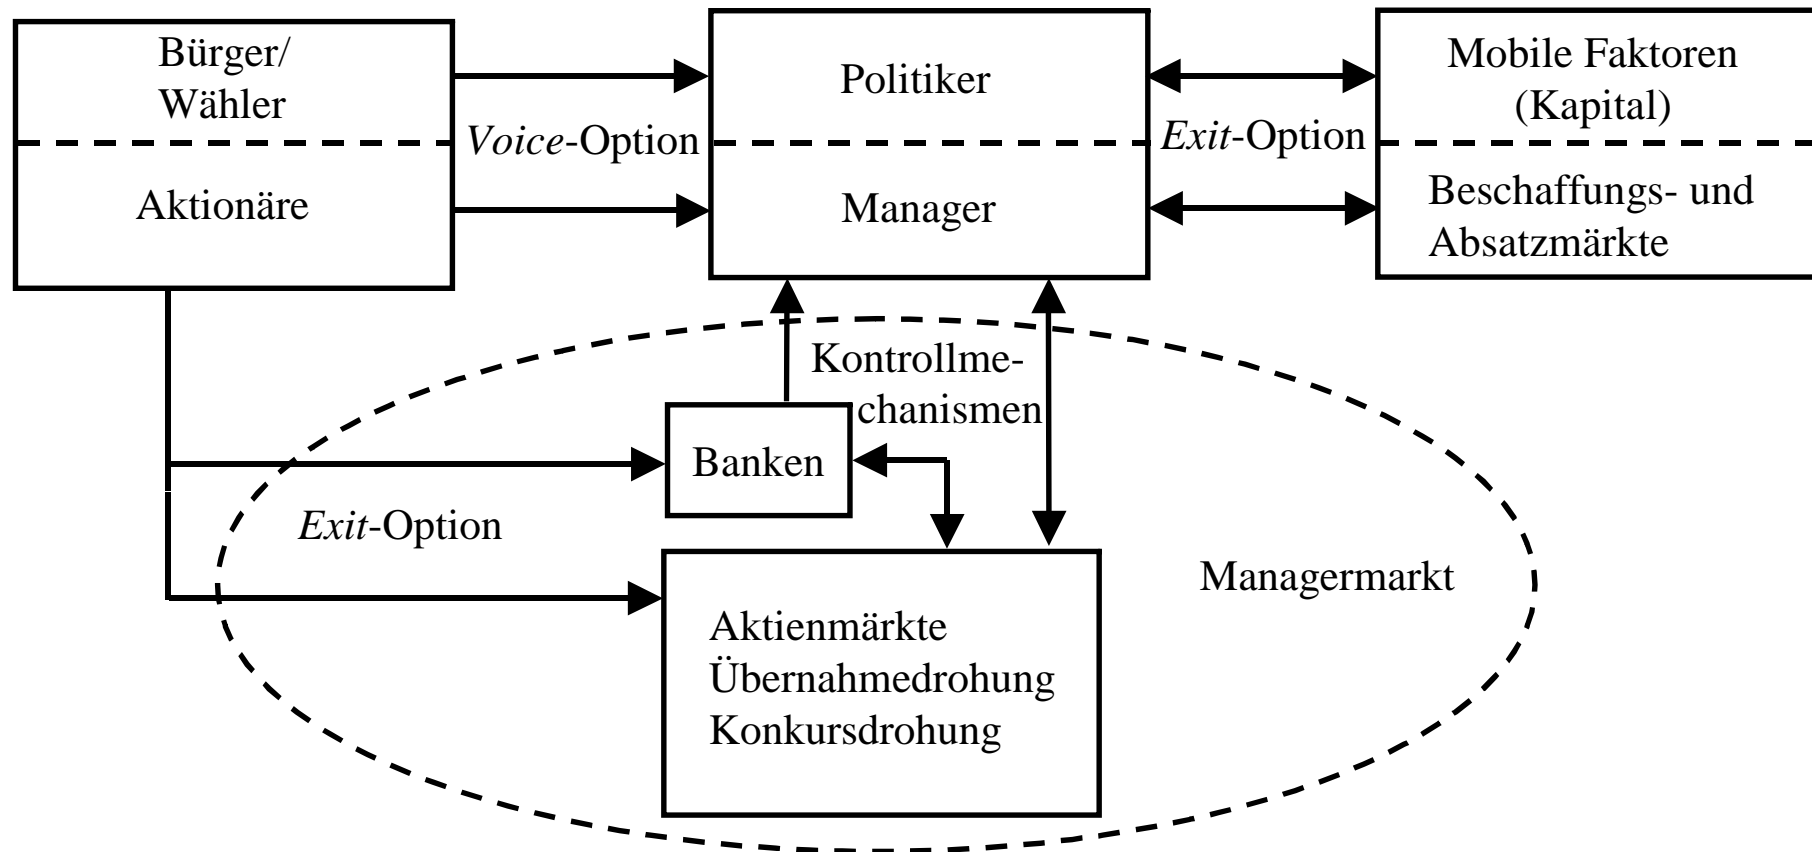 Bürger/
Wähler
Aktionäre
Voice-Option
Politiker
Manager
Exit-Option
Mobile Faktoren
(Kapital)
Beschaffungs- und
Absatzmärkte
Kontrollme-
chanismen
Banken
Exit-Option
Managermarkt
Aktienmärkte
Übernahmedrohung
Konkursdrohung